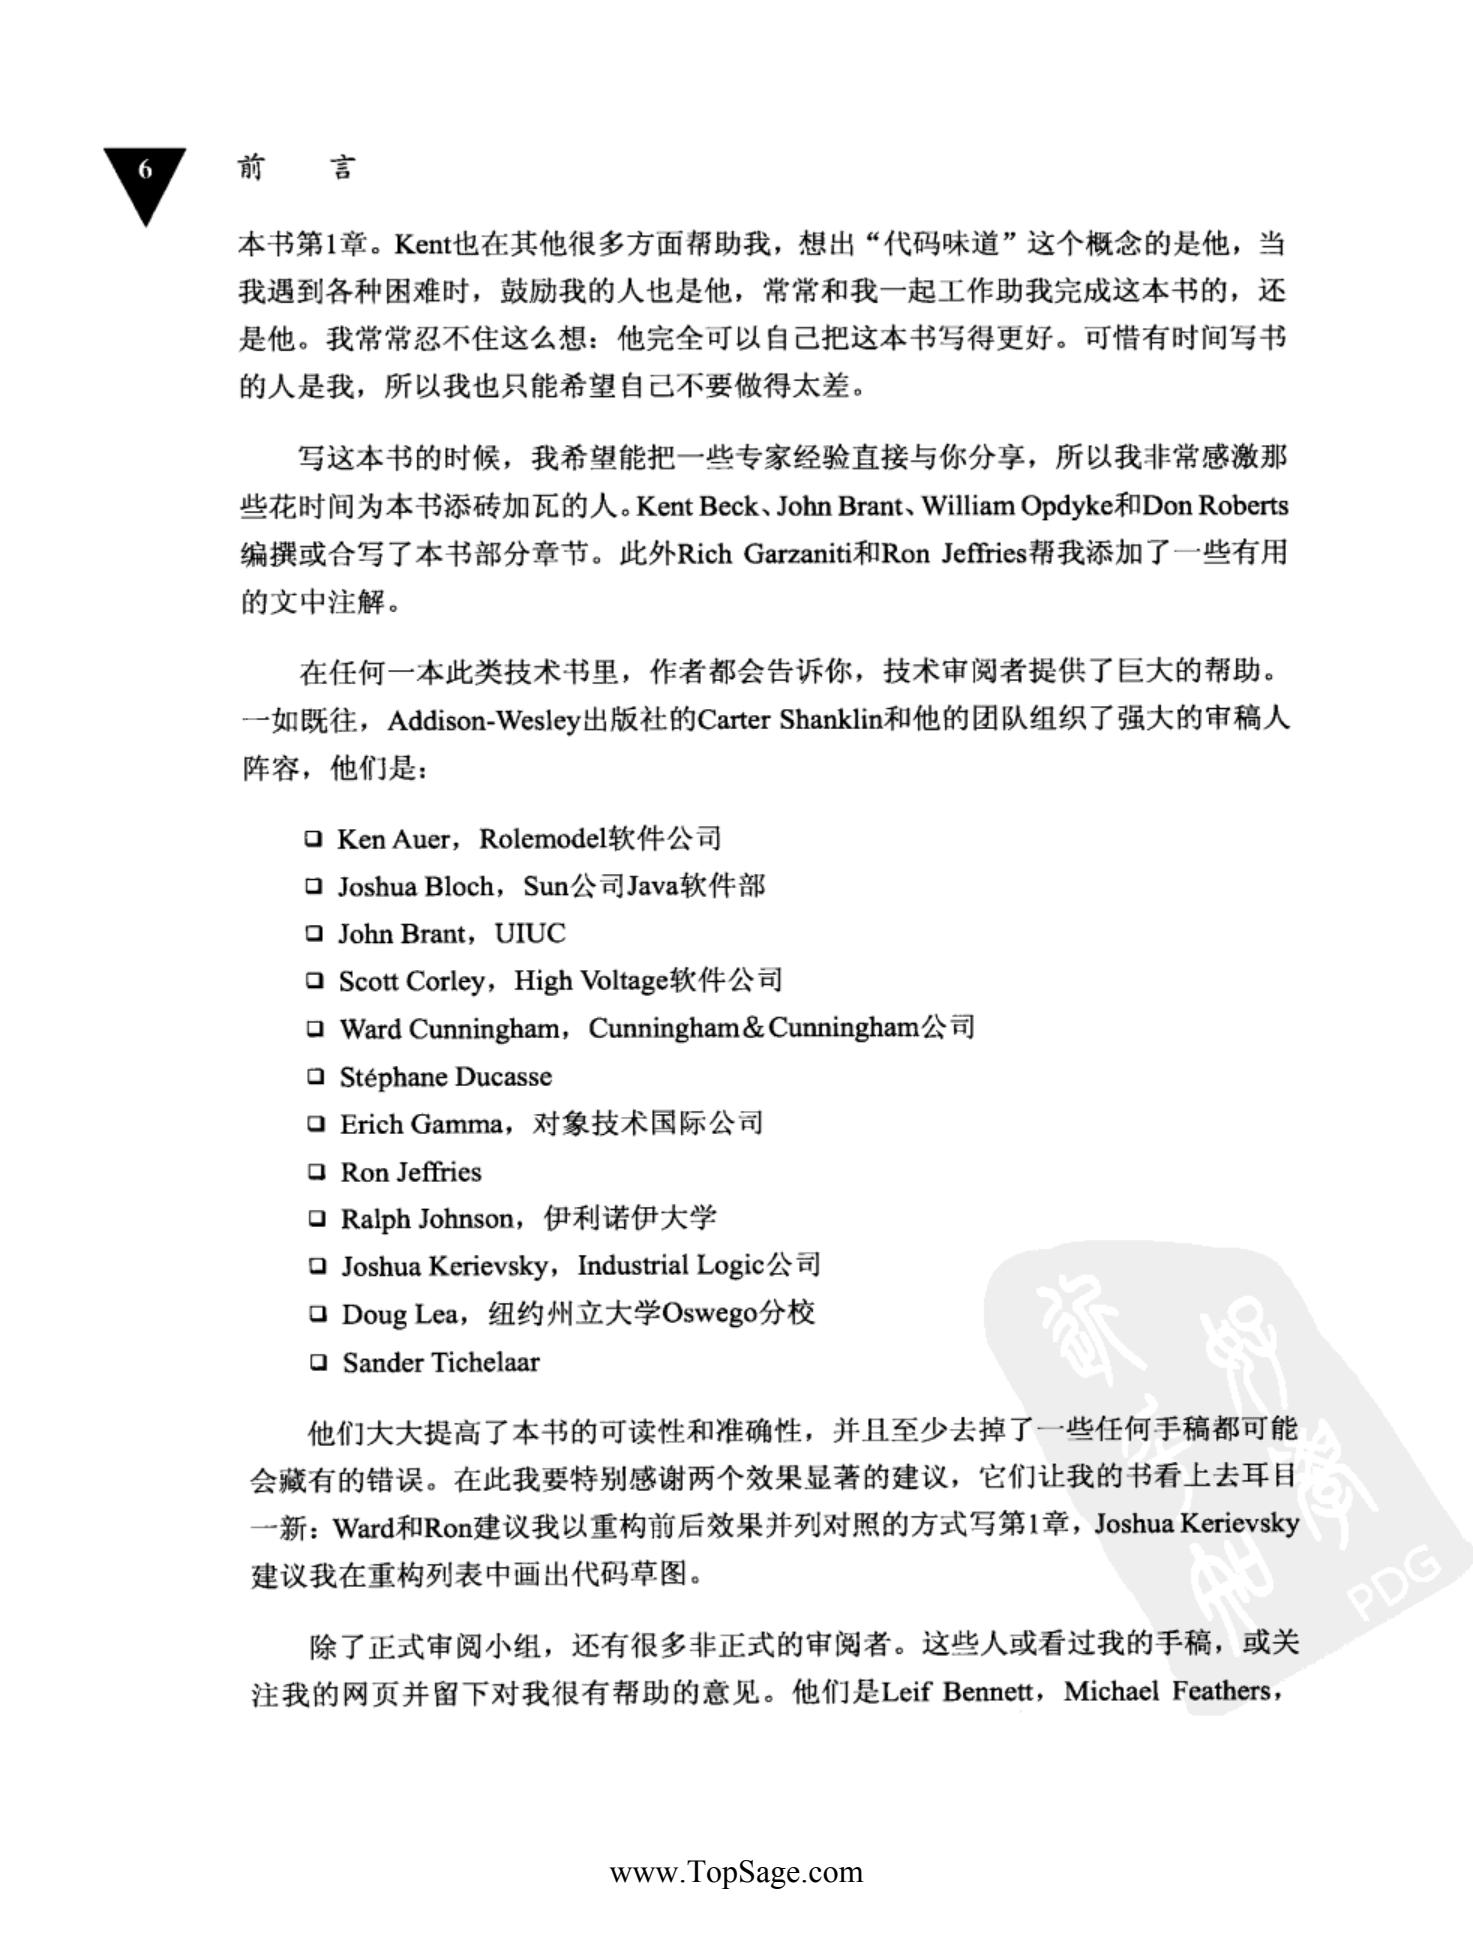 6 前 言
本书第1章。Kent也在其他很多方面帮助我，想出“代码味道”这个概念的是他，当
我遇到各种困难时，鼓励我的人也是他，常常和我一起工作助我完成这本书的，还
是他。我常常忍不住这么想：他完全可以自己把这本书写得更好。可惜有时间写书
的人是我，所以我也只能希望自己不要做得太差。
写这本书的时候，我希望能把一些专家经验直接与你分享，所以我非常感激那
些花时间为本书添砖加瓦的人。Kent Beck、John Brant、William Opdyke和Don Roberts
编撰或合写了本书部分章节。此外Rich Garzaniti和Ron Jeffries帮我添加了一些有用
的文中注解。
在任何一本此类技术书里，作者都会告诉你，技术审阅者提供了巨大的帮助。
一如既往，Addison-Wesley出版社的Carter Shanklin和他的团队组织了强大的审稿人
阵容，他们是：
❑ Ken Auer，Rolemodel软件公司
❑ Joshua Bloch，Sun公司Java软件部
❑ John Brant，UIUC
❑ Scott Corley，High Voltage软件公司
❑ Ward Cunningham，Cunningham&Cunningham公司
❑ Stéphane Ducasse
❑ Erich Gamma，对象技术国际公司
❑ Ron Jeffries
❑ Ralph Johnson，伊利诺伊大学
❑ Joshua Kerievsky，Industrial Logic公司
❑ Doug Lea，纽约州立大学Oswego分校
❑ Sander Tichelaar
他们大大提高了本书的可读性和准确性，并且至少去掉了一些任何手稿都可能
会藏有的错误。在此我要特别感谢两个效果显著的建议，它们让我的书看上去耳目
一新：Ward和Ron建议我以重构前后效果并列对照的方式写第1章，Joshua Kerievsky
建议我在重构列表中画出代码草图。
除了正式审阅小组，还有很多非正式的审阅者。这些人或看过我的手稿，或关
注我的网页并留下对我很有帮助的意见。他们是Leif Bennett，Michael Feathers，
PDG
www.TopSage.com